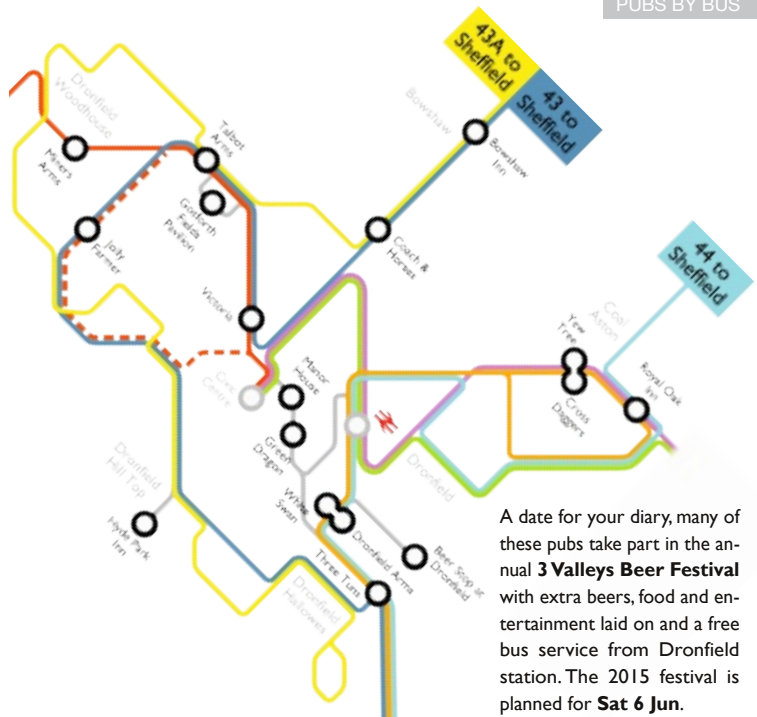 PUBS BY BUS
43A to
Sheffield
43 to
Sheffield
Dronfield
Woodhouse
Bowshaw
Bowshaw
Inn
Talbot
Arms
Miners
Arms
Gosforth
Fields
Pavilion
Jolly
Farmer
Coach &
Horses
44 to
Sheffield
Victoria
Coal
Aston
Yew
Tree
Royal Oak
Inn
Civic
Centre
Manor
House
Cross
Daggers
Green
Dragon
Dronfield
Dronfield
Hill Top
White
Swan
Hyde Park
Inn
Dronfield Arms
Beer Stop at
Dronfield
Three Tuns
Dronfield
Hallowes
A date for your diary, many of
these pubs take part in the an-
nual 3 Valleys Beer Festival
with extra beers, food and en-
tertainment laid on and a free
bus service from Dronfield
station. The 2015 festival is
planned for Sat 6 Jun.